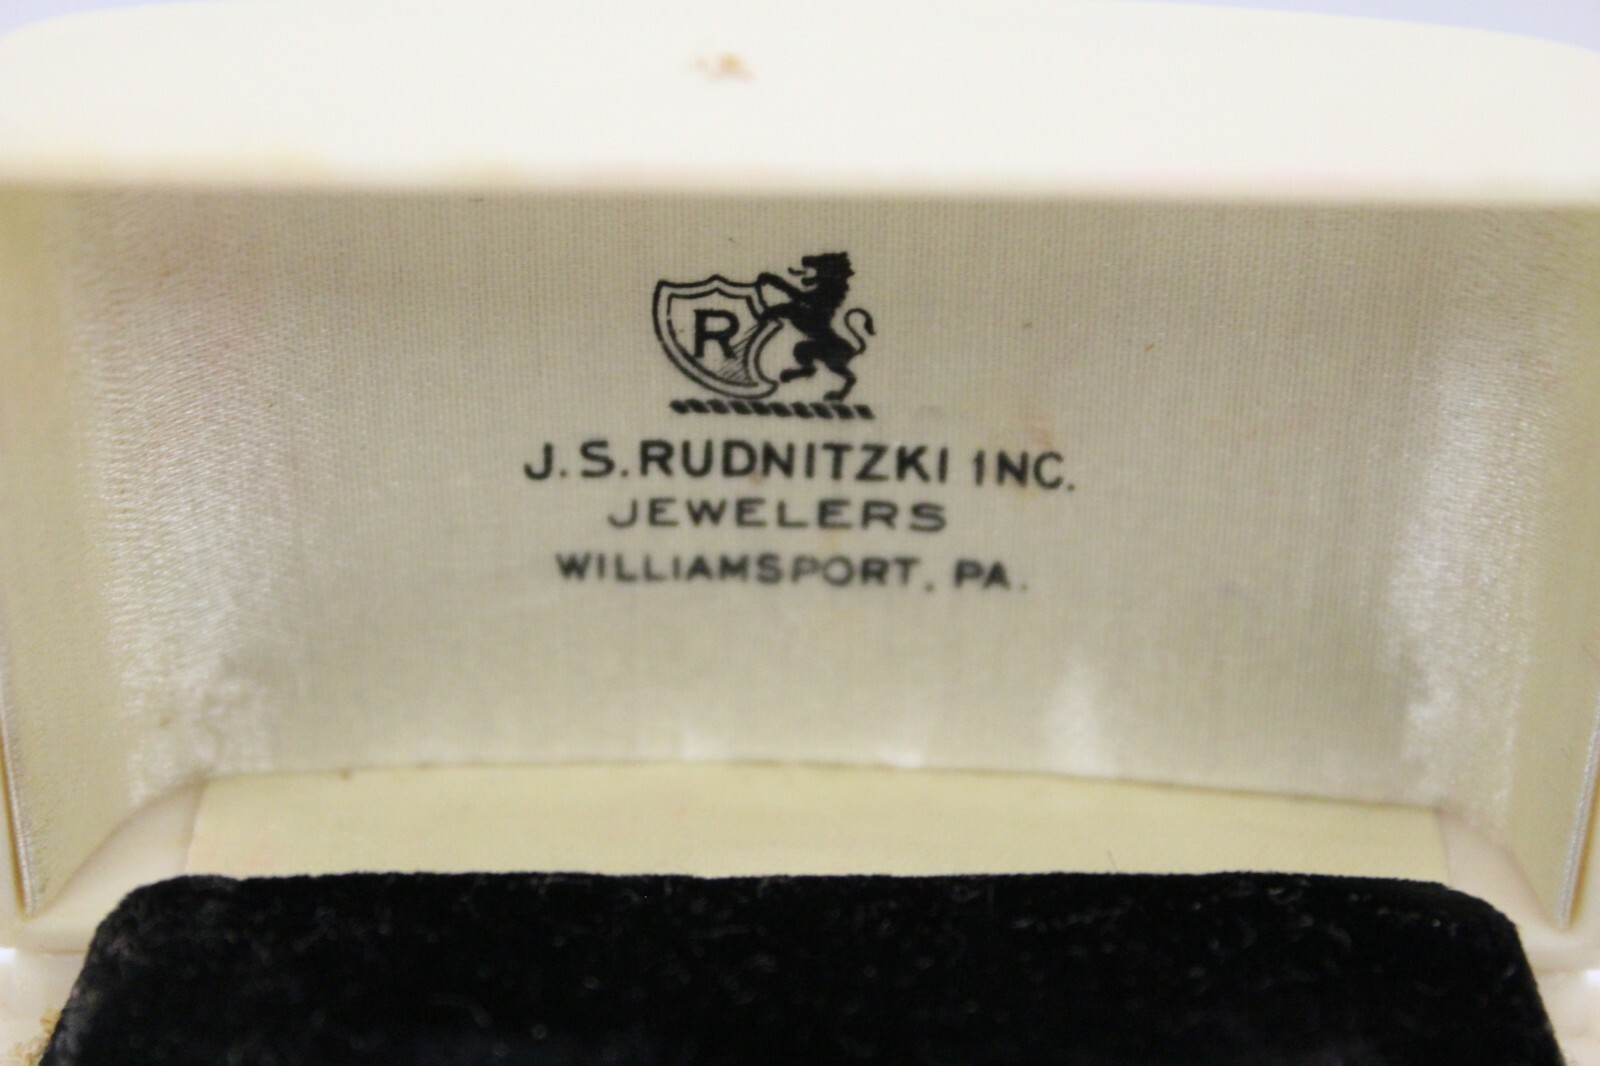 R
J.S. RUDNITZKI INC.
JEWELERS
WILLIAMSPORT, PA.